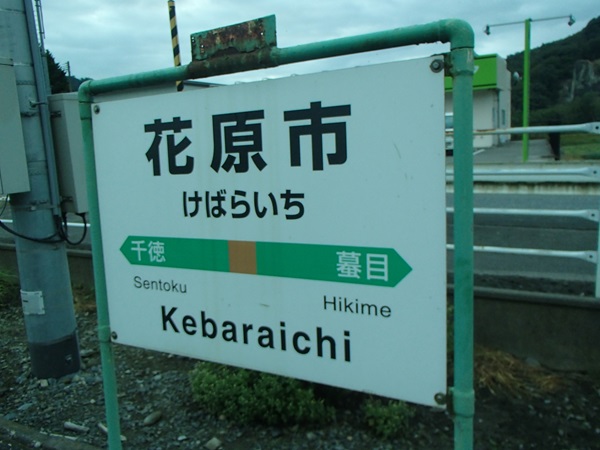 花原市
けばらいち
千徳 蟇目
Sentoku Hikime
Kebaraichi